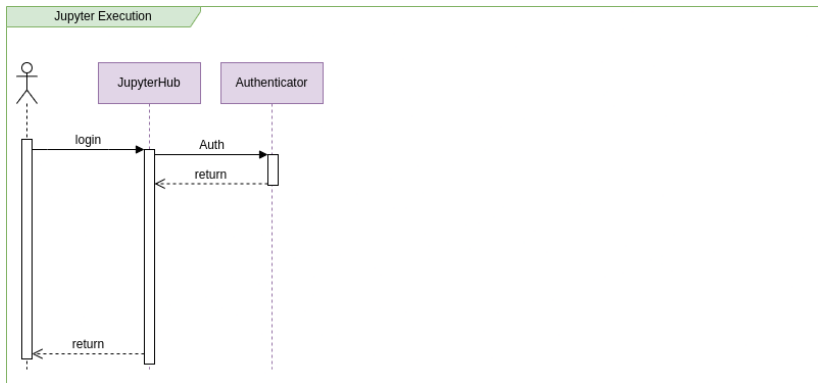 Jupyter Execution
JupyterHub
Authenticator
login
Auth
return
return